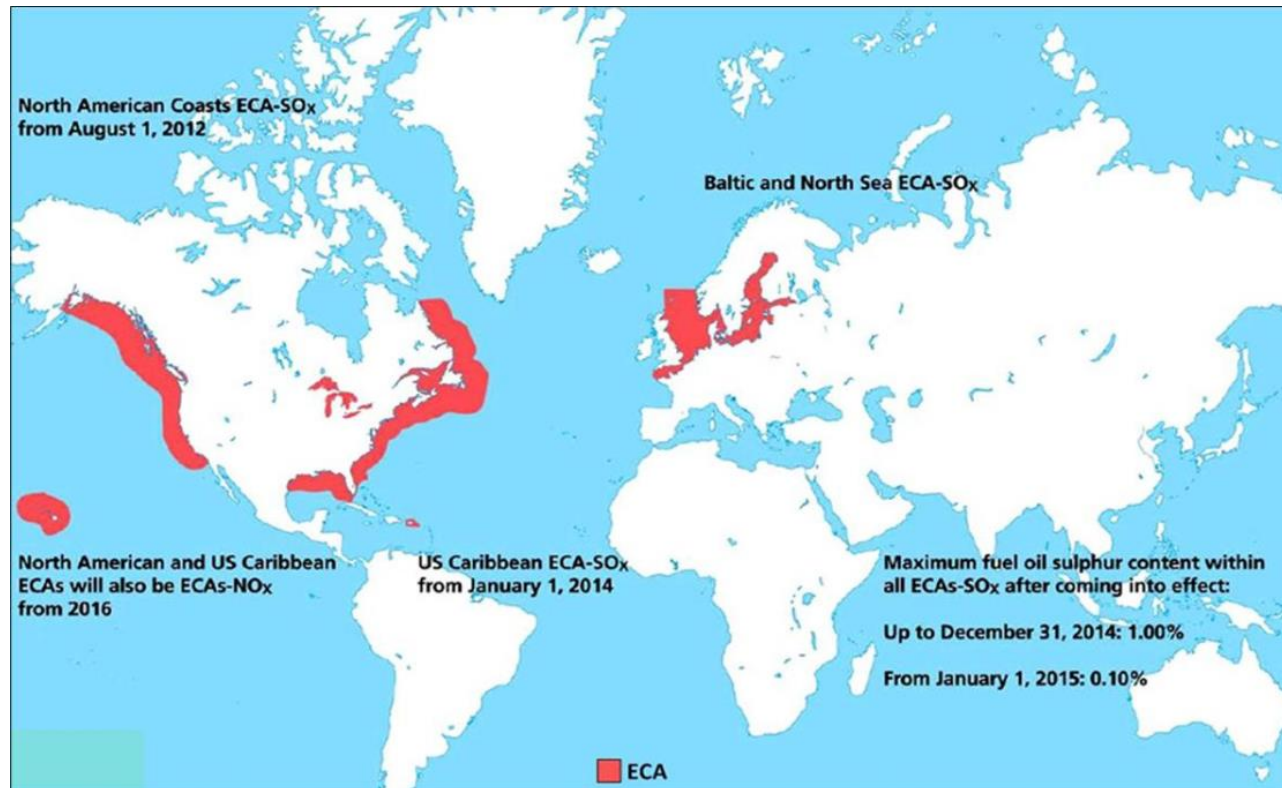 North American Coasts ECA-SOx
from August 1, 2012
Baltic and North Sea ECA-SOx
North American and US Caribbean
ECAs will also be ECAs-NOx
from 2016
US Caribbean ECA-SOx
from January 1, 2014
Maximum fuel oil sulphur content within
all ECAs-SOx after coming into effect:
Up to December 31, 2014: 1.00%
From January 1, 2015: 0.10%
ECA